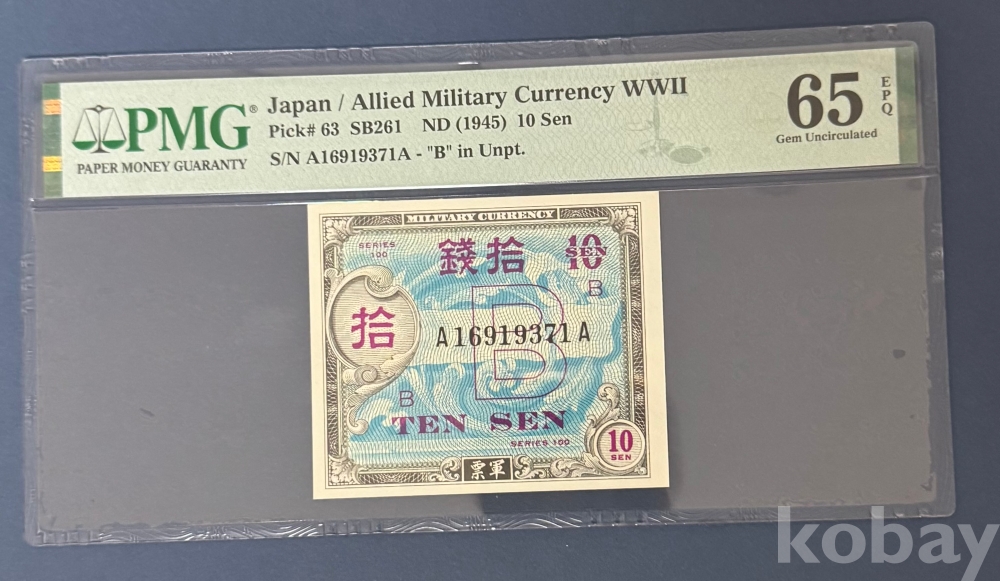 PMG®
PAPER MONEY GUARANTY
Japan / Allied Military Currency WWII
Pick# 63 SB261 ND (1945) 10 Sen
S/N A16919371A - "B" in Unpt.
65
EPQ
Gem Uncirculated
MILITARY CURRENCY
SERIES
100
錢拾
10
SEN
B
拾
A16919371A
B
B
TEN SEN
SERIES 100
10
SEN
票軍
kobay